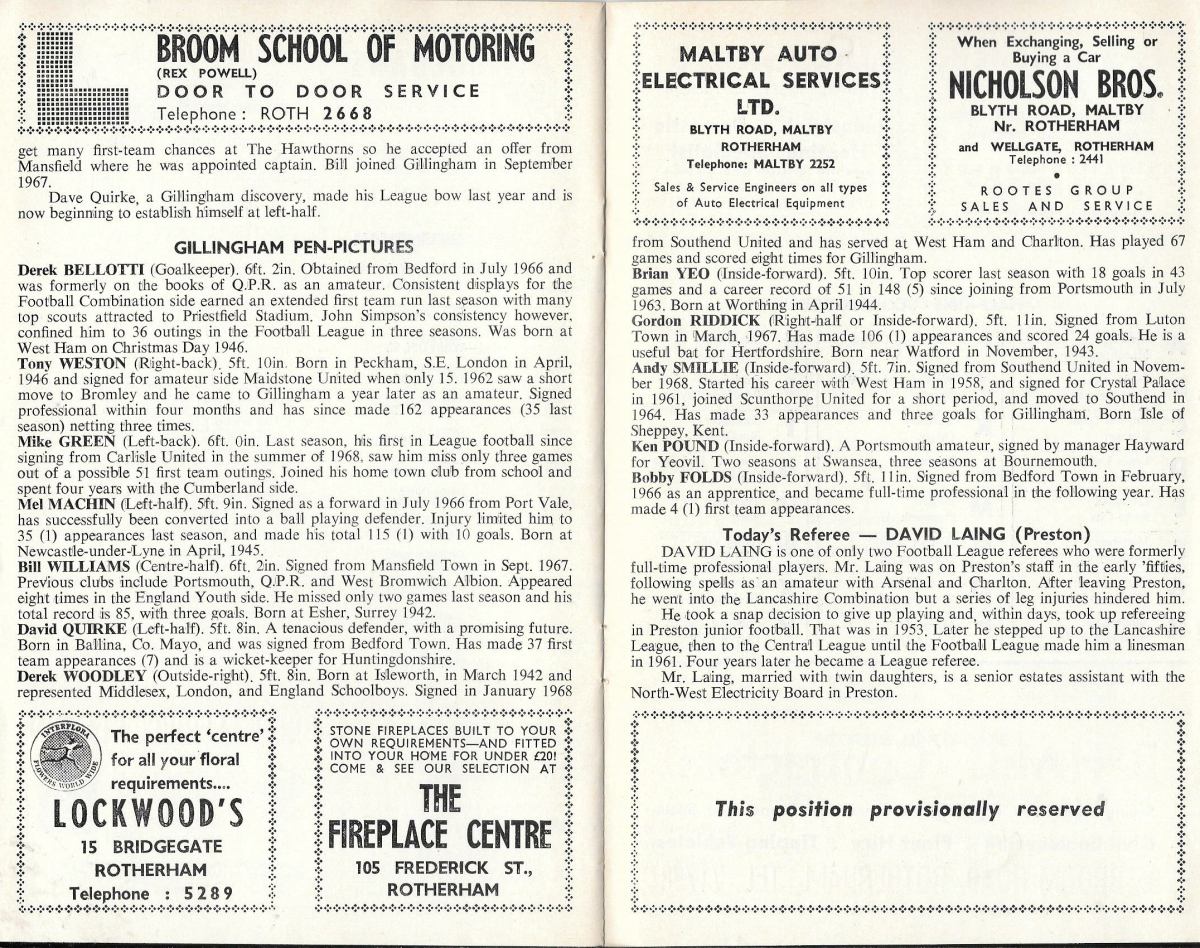 BROOM SCHOOL OF MOTORING
(REX POWELL)
DOOR TO DOOR SERVICE
Telephone: ROTH 2668
get many first-team chances at The Hawthorns so he accepted an offer from
Mansfield where he was appointed captain. Bill joined Gillingham in September
1967.
Dave Quirke, a Gillingham discovery, made his League bow last year and is
now beginning to establish himself at left-half.
GILLINGHAM PEN-PICTURES
Derek BELLOTTI (Goalkeeper). 6ft. 2in. Obtained from Bedford in July 1966 and
was formerly on the books of Q.P.R. as an amateur. Consistent displays for the
Football Combination side earned an extended first team run last season with many
top scouts attracted to Priestfield Stadium. John Simpson's consistency however,
confined him to 36 outings in the Football League in three seasons. Was born at
West Ham on Christmas Day 1946.
Tony WESTON (Right-back). 5ft. 10in. Born in Peckham, S.E. London in April,
1946 and signed for amateur side Maidstone United when only 15. 1962 saw a short
move to Bromley and he came to Gillingham a year later as an amateur. Signed
professional within four months and has since made 162 appearances (35 last
season) netting three times.
Mike GREEN (Left-back). 6ft. 0in. Last season, his first in League football since
signing from Carlisle United in the summer of 1968, saw him miss only three games
out of a possible 51 first team outings. Joined his home town club from school and
spent four years with the Cumberland side.
Mel MACHIN (Left-half). 5ft. 9in. Signed as a forward in July 1966 from Port Vale,
has successfully been converted into a ball playing defender. Injury limited him to
35 (1) appearances last season, and made his total 115 (1) with 10 goals. Born at
Newcastle-under-Lyne in April, 1945.
Bill WILLIAMS (Centre-half). 6ft. 2in. Signed from Mansfield Town in Sept. 1967.
Previous clubs include Portsmouth, Q.P.R. and West Bromwich Albion. Appeared
eight times in the England Youth side. He missed only two games last season and his
total record is 85, with three goals. Born at Esher, Surrey 1942.
David QUIRKE (Left-half). 5ft. 8in. A tenacious defender, with a promising future.
Born in Ballina, Co. Mayo, and was signed from Bedford Town. Has made 37 first
team appearances (7) and is a wicket-keeper for Huntingdonshire.
Derek WOODLEY (Outside-right). 5ft. 8in. Born at Isleworth, in March 1942 and
represented Middlesex, London, and England Schoolboys. Signed in January 1968
INTERFLORA
FLOWERS WORLD WIDE
The perfect 'centre'
for all your floral
requirements....
LOCKWOOD'S
15 BRIDGEGATE
ROTHERHAM
Telephone : 5289
STONE FIREPLACES BUILT TO YOUR
OWN REQUIREMENTS—AND FITTED
INTO YOUR HOME FOR UNDER £20!
COME & SEE OUR SELECTION AT
THE
FIREPLACE CENTRE
105 FREDERICK ST.,
ROTHERHAM
MALTBY AUTO
ELECTRICAL SERVICES
LTD.
BLYTH ROAD, MALTBY
ROTHERHAM
Telephone: MALTBY 2252
Sales & Service Engineers on all types
of Auto Electrical Equipment
When Exchanging, Selling or
Buying a Car
NICHOLSON BROS.
BLYTH ROAD, MALTBY
Nr. ROTHERHAM
and WELLGATE, ROTHERHAM
Telephone : 2441
ROOTES GROUP
SALES AND SERVICE
from Southend United and has served at West Ham and Charlton. Has played 67
games and scored eight times for Gillingham.
Brian YEO (Inside-forward). 5ft. 10in. Top scorer last season with 18 goals in 43
games and a career record of 51 in 148 (5) since joining from Portsmouth in July
1963. Born at Worthing in April 1944.
Gordon RIDDICK (Right-half or Inside-forward). 5ft. 11in. Signed from Luton
Town in March, 1967. Has made 106 (1) appearances and scored 24 goals. He is a
useful bat for Hertfordshire. Born near Watford in November, 1943.
Andy SMILLIE (Inside-forward). 5ft. 7in. Signed from Southend United in Novem-
ber 1968. Started his career with West Ham in 1958, and signed for Crystal Palace
in 1961, joined Scunthorpe United for a short period, and moved to Southend in
1964. Has made 33 appearances and three goals for Gillingham. Born Isle of
Sheppey, Kent.
Ken POUND (Inside-forward). A Portsmouth amateur, signed by manager Hayward
for Yeovil. Two seasons at Swansea, three seasons at Bournemouth.
Bobby FOLDS (Inside-forward). 5ft. 11in. Signed from Bedford Town in February,
1966 as an apprentice, and became full-time professional in the following year. Has
made 4 (1) first team appearances.
Today's Referee — DAVID LAING (Preston)
DAVID LAING is one of only two Football League referees who were formerly
full-time professional players. Mr. Laing was on Preston's staff in the early 'fifties,
following spells as an amateur with Arsenal and Charlton. After leaving Preston,
he went into the Lancashire Combination but a series of leg injuries hindered him.
He took a snap decision to give up playing and, within days, took up refereeing
in Preston junior football. That was in 1953. Later he stepped up to the Lancashire
League, then to the Central League until the Football League made him a linesman
in 1961. Four years later he became a League referee.
Mr. Laing, married with twin daughters, is a senior estates assistant with the
North-West Electricity Board in Preston.
This position provisionally reserved